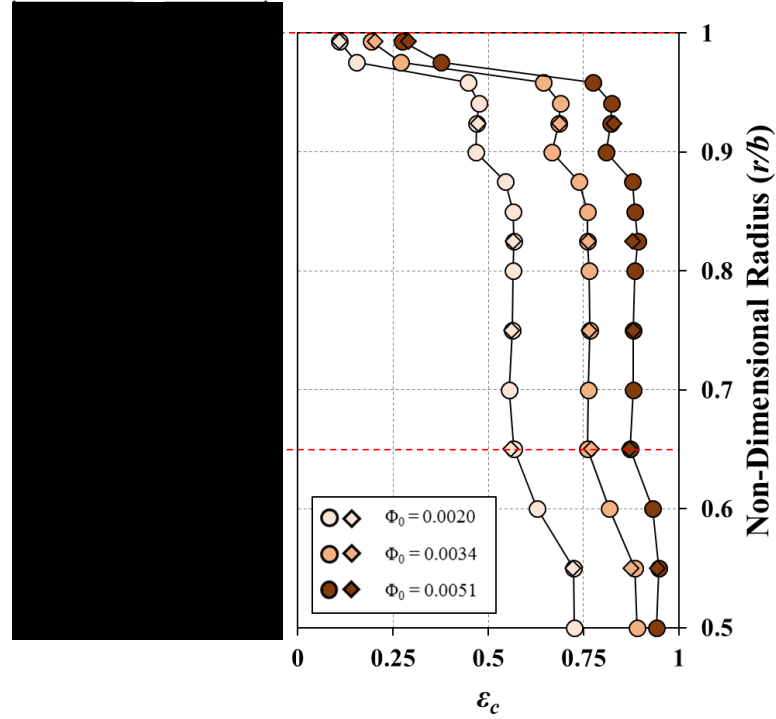 1
0.9
0.8
0.7
0.6
0.5
Non-Dimensional Radius (r/b)
Φ0 = 0.0020
Φ0 = 0.0034
Φ0 = 0.0051
0 0.25 0.5 0.75 1
εc